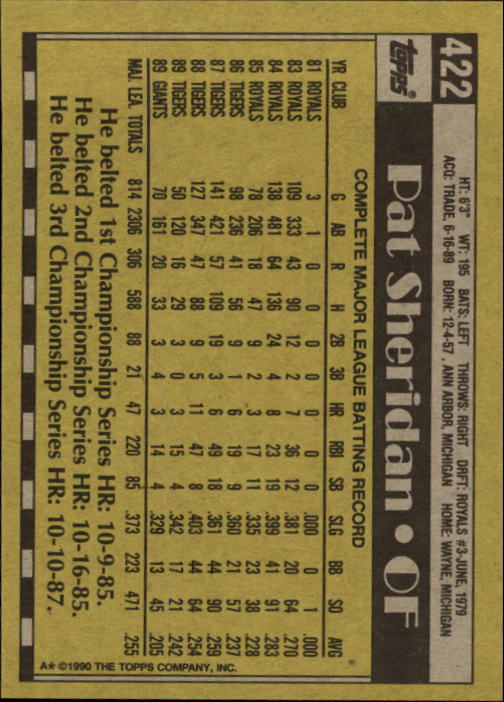 422
HT: 6'3" WT: 195 BATS: LEFT THROWS: RIGHT DRFT: ROYALS #3-JUNE, 1979
ACQ: TRADE, 6-16-89 BORN: 12-4-57, ANN ARBOR, MICHIGAN HOME: WAYNE, MICHIGAN
TOPPS®
Pat Sheridan • OF
COMPLETE MAJOR LEAGUE BATTING RECORD
YR CLUB G AB R H 2B 3B HR RBI SB SLG BB SO AVG
81 ROYALS 3 1 0 0 0 0 0 0 0 .000 0 1 .000
83 ROYALS 109 333 43 90 12 2 7 36 12 .381 20 64 .270
84 ROYALS 138 481 64 136 24 4 8 23 19 .399 41 91 .283
85 ROYALS 78 206 18 47 9 2 3 17 11 .335 23 38 .228
86 TIGERS 98 236 41 56 9 1 6 19 9 .360 21 57 .237
87 TIGERS 141 421 57 109 19 3 6 49 18 .361 44 90 .259
88 TIGERS 127 347 47 88 9 5 11 47 8 .403 44 64 .254
89 TIGERS 50 120 16 29 3 0 3 15 4 .342 17 21 .242
89 GIANTS 70 161 20 33 3 4 3 14 4 .329 13 45 .205
MAJ. LEA. TOTALS 814 2306 306 588 88 21 47 220 85 .373 223 471 .255
He belted 1st Championship Series HR: 10-9-85.
He belted 2nd Championship Series HR: 10-16-85.
He belted 3rd Championship Series HR: 10-10-87.
A* ©1990 THE TOPPS COMPANY, INC.